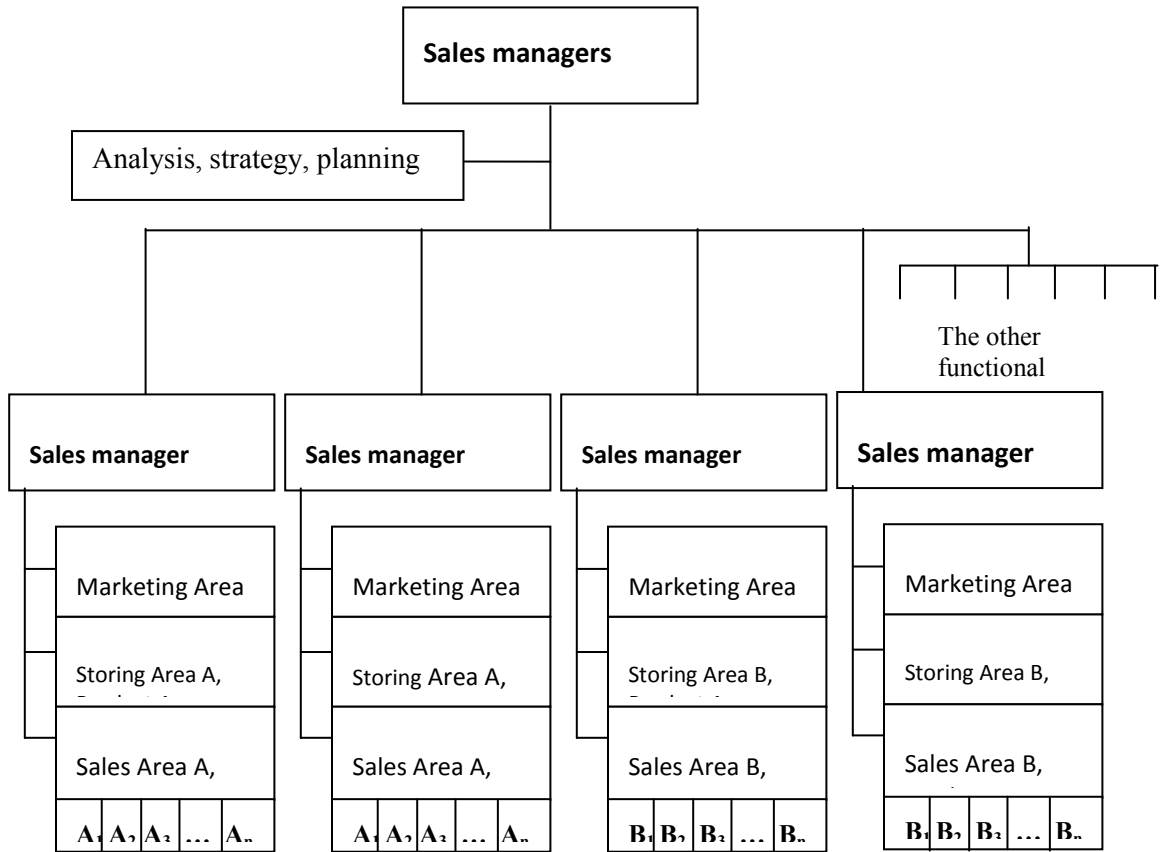 Sales managers
Analysis, strategy, planning
The other
functional
Sales manager
Sales manager
Sales manager
Sales manager
Marketing Area
Marketing Area
Marketing Area
Marketing Area
Storing Area A,
Storing Area A,
Storing Area B,
Storing Area B,
Sales Area A,
Sales Area A,
Sales Area B,
Sales Area B,
A₁ A₂ A₃ ... Aₙ
A₁ A₂ A₃ ... Aₙ
B₁ B₂ B₃ ... Bₙ
B₁ B₂ B₃ ... Bₙ